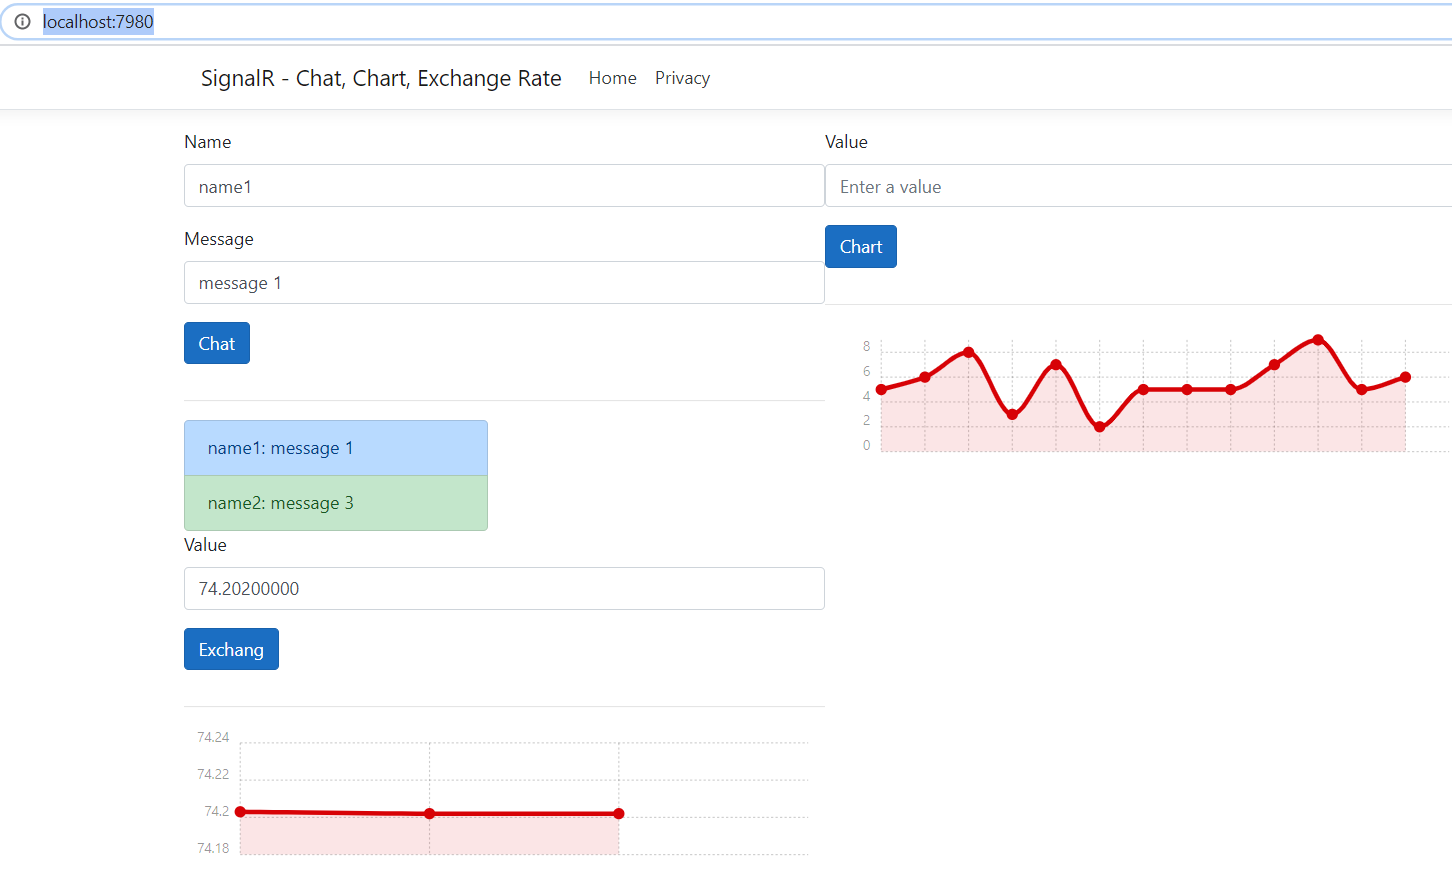 localhost:7980
SignalR - Chat, Chart, Exchange Rate Home Privacy
Name
name1
Message
message 1
Chat
name1: message 1
name2: message 3
Value
74.20200000
Exchang
74.24
74.22
74.2
74.18
Value
Enter a value
Chart
8
6
4
2
0